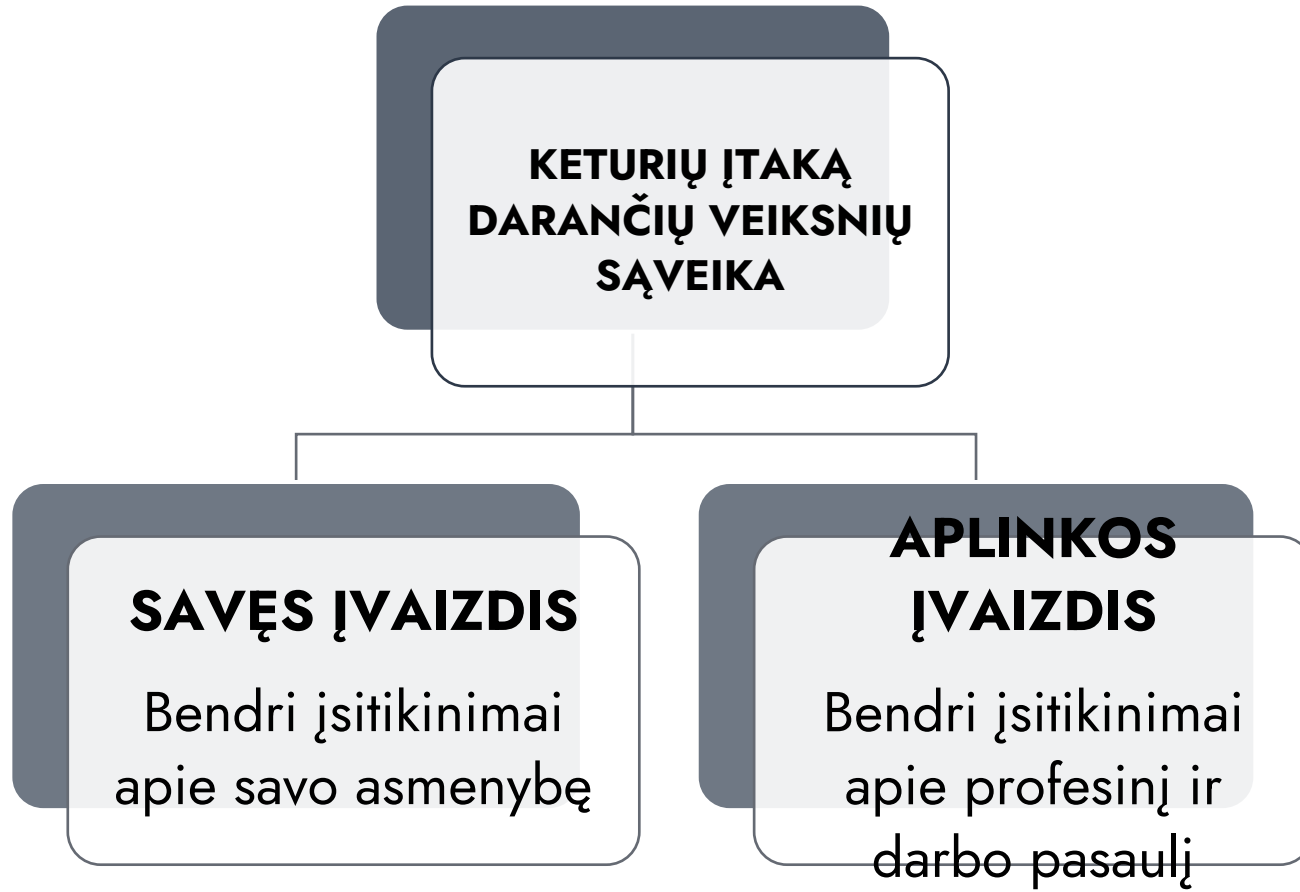 KETURIŲ ĮTAKĄ
DARANČIŲ VEIKSNIŲ
SĄVEIKA
SAVĘS ĮVAIZDIS
Bendri įsitikinimai
apie savo asmenybę
APLINKOS
ĮVAIZDIS
Bendri įsitikinimai
apie profesinį ir
darbo pasaulį